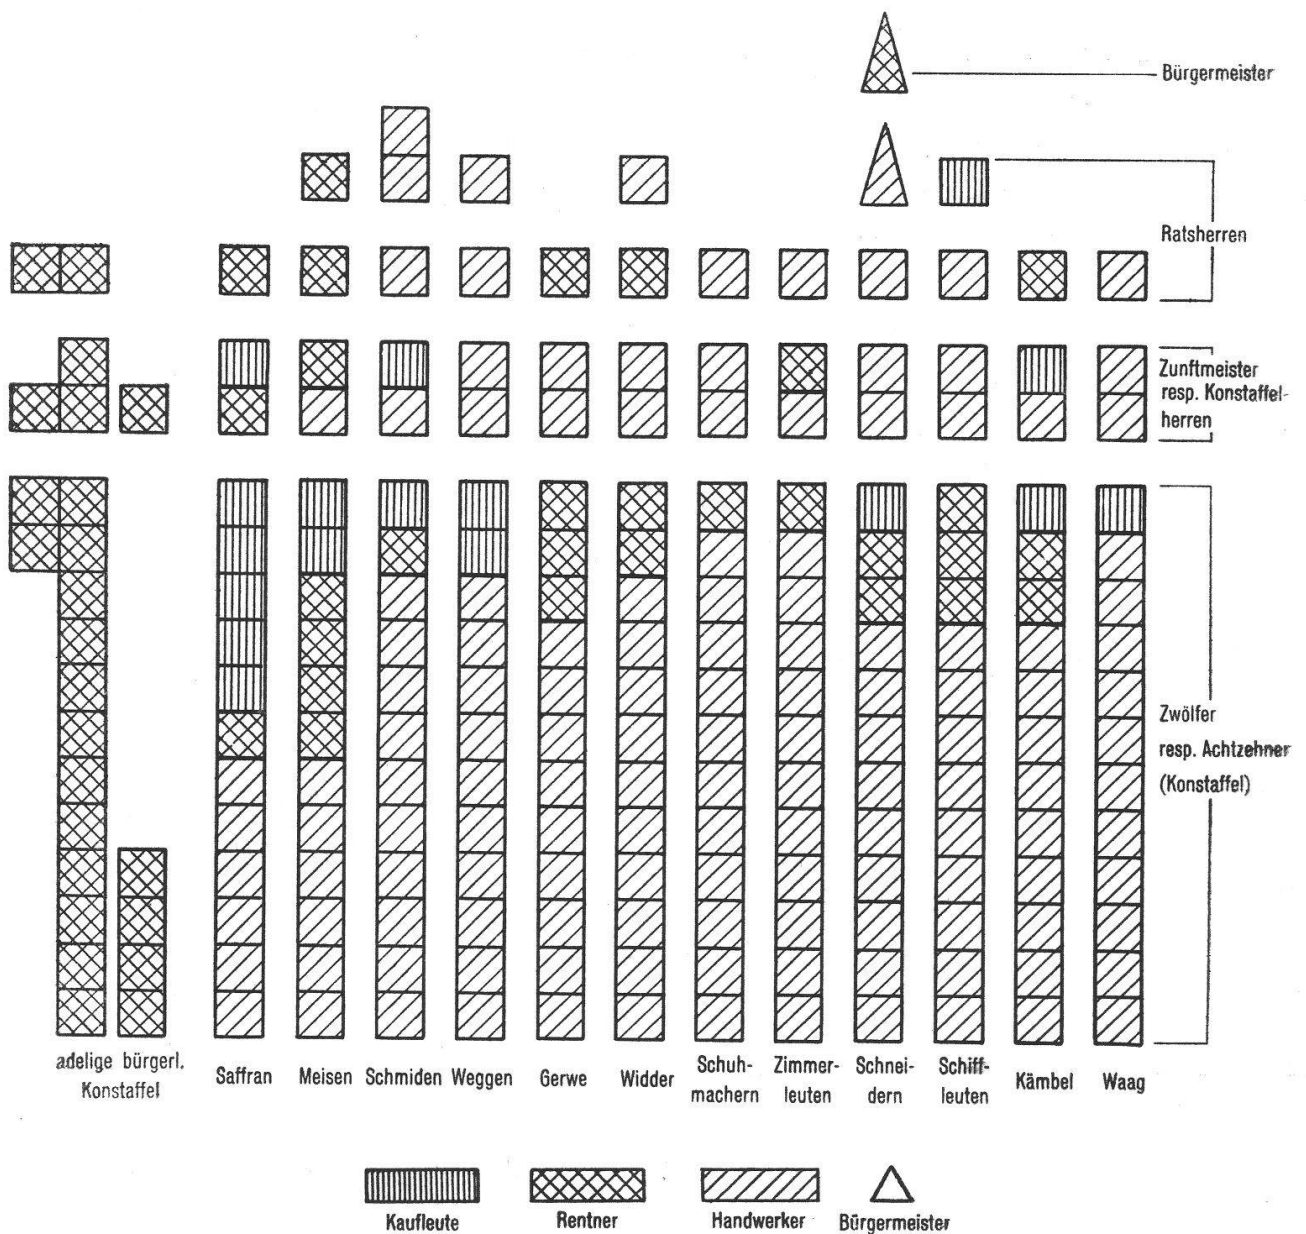 Bürgermeister
Ratsherren
Zunftmeister
resp. Konstaffel-
herren
Zwölfer
resp. Achtzehner
(Konstaffel)
adelige bürgerl.
Konstaffel
Saffran
Meisen
Schmiden
Weggen
Gerwe
Widder
Schuh-
machern
Zimmer-
leuten
Schnei-
dern
Schiff-
leuten
Kämbel
Waag
Kaufleute
Rentner
Handwerker
Bürgermeister